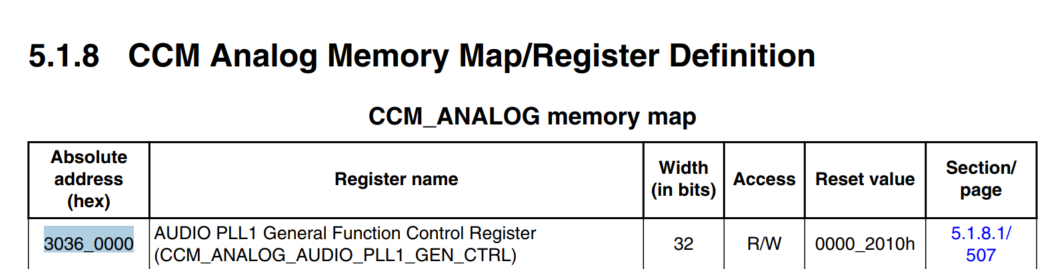 5.1.8 CCM Analog Memory Map/Register Definition
CCM_ANALOG memory map
Absolute address (hex) Register name Width (in bits) Access Reset value Section/ page
3036_0000 AUDIO PLL1 General Function Control Register (CCM_ANALOG_AUDIO_PLL1_GEN_CTRL) 32 R/W 0000_2010h 5.1.8.1/ 507